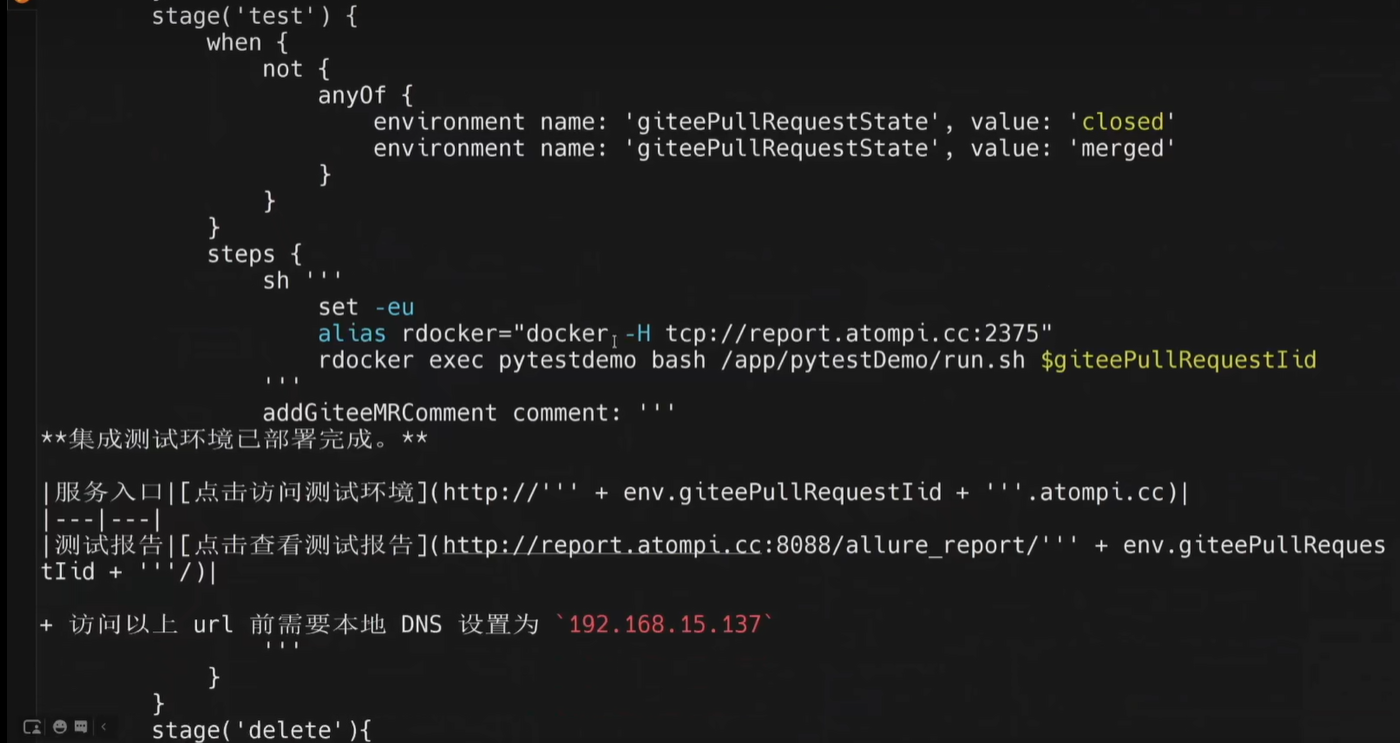 stage('test') {
when {
not {
anyOf {
environment name: 'giteePullRequestState', value: 'closed'
environment name: 'giteePullRequestState', value: 'merged'
}
}
}
steps {
sh '''
set -eu
alias rdocker="docker -H tcp://report.atompi.cc:2375"
rdocker exec pytestdemo bash /app/pytestDemo/run.sh $giteePullRequestIid
'''
addGiteeMRComment comment: '''
**集成测试环境已部署完成。**
|服务入口|[点击访问测试环境](http://''' + env.giteePullRequestIid + '''.atompi.cc)|
|---|---|
|测试报告|[点击查看测试报告](http://report.atompi.cc:8088/allure_report/''' + env.giteePullReques
tIid + '''/)|
+ 访问以上 url 前需要本地 DNS 设置为 `192.168.15.137`
'''
}
}
stage('delete'){